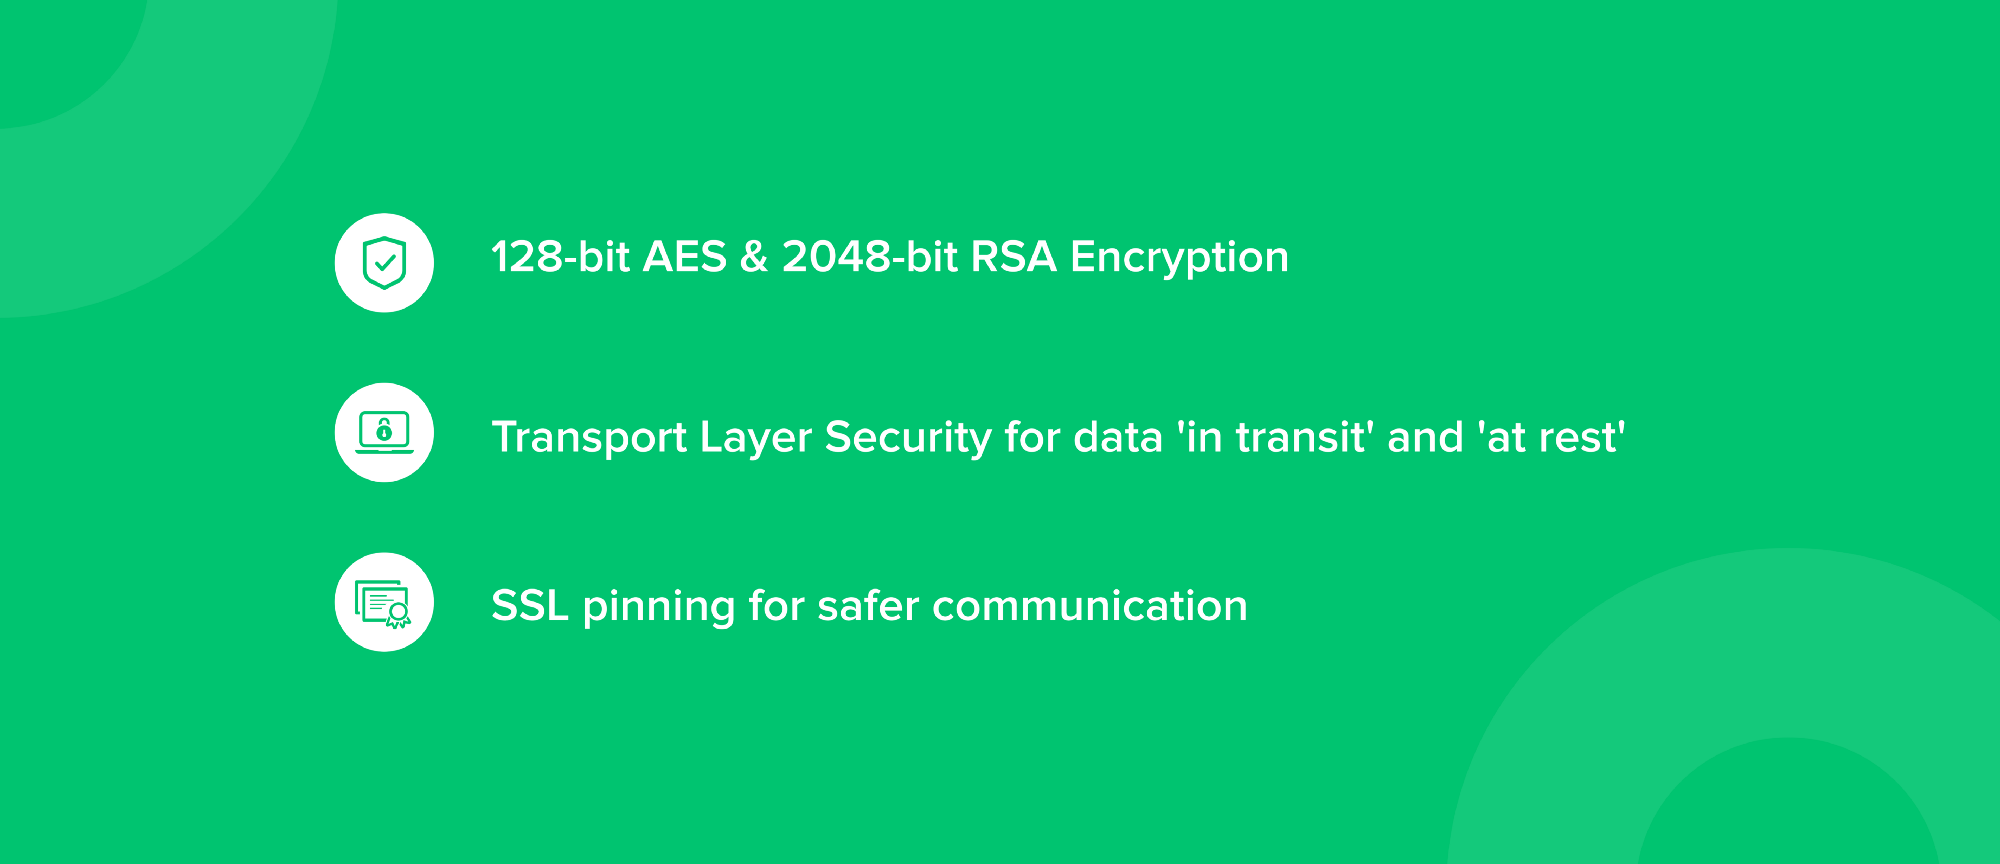 128-bit AES & 2048-bit RSA Encryption
Transport Layer Security for data 'in transit' and 'at rest'
SSL pinning for safer communication